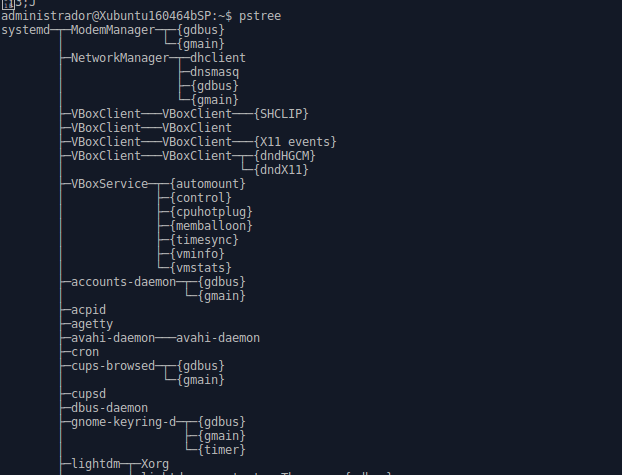 administrador@Xubuntu160464bSP:~$ pstree
systemd─┬─ModemManager─┬─{gdbus}
        │              └─{gmain}
        ├─NetworkManager─┬─dhclient
        │                ├─dnsmasq
        │                ├─{gdbus}
        │                └─{gmain}
        ├─VBoxClient───VBoxClient───{SHCLIP}
        ├─VBoxClient───VBoxClient
        ├─VBoxClient───VBoxClient───{X11 events}
        ├─VBoxClient───VBoxClient─┬─{dndHGCM}
        │                         └─{dndX11}
        ├─VBoxService─┬─{automount}
        │             ├─{control}
        │             ├─{cpuhotplug}
        │             ├─{memballoon}
        │             ├─{timesync}
        │             ├─{vminfo}
        │             └─{vmstats}
        ├─accounts-daemon─┬─{gdbus}
        │                 └─{gmain}
        ├─acpid
        ├─agetty
        ├─avahi-daemon───avahi-daemon
        ├─cron
        ├─cups-browsed─┬─{gdbus}
        │              └─{gmain}
        ├─cupsd
        ├─dbus-daemon
        ├─gnome-keyring-d─┬─{gdbus}
        │                 ├─{gmain}
        │                 └─{timer}
        ├─lightdm─┬─Xorg